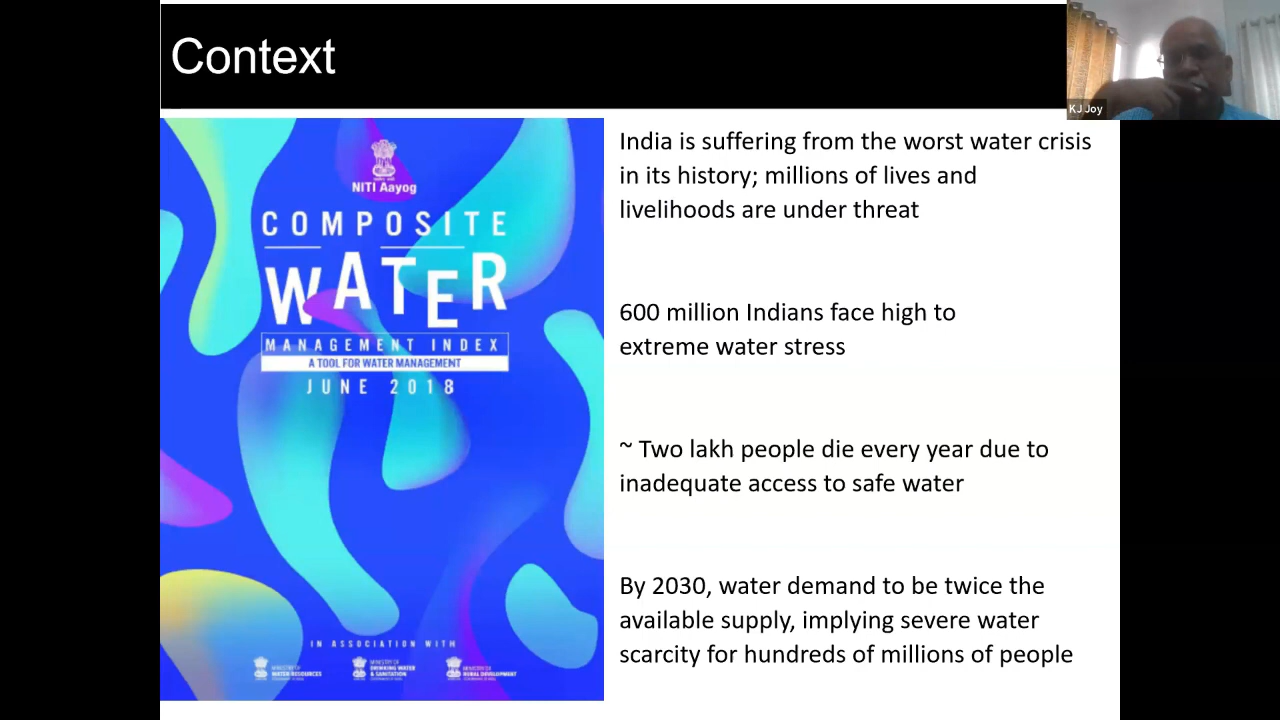 Context
KJ Joy
NITI Aayog
COMPOSITE
WATER
MANAGEMENT INDEX
A TOOL FOR WATER MANAGEMENT
JUNE 2018
IN ASSOCIATION WITH
MINISTRY OF
WATER RESOURCES
MINISTRY OF
DRINKING WATER
& SANITATION
MINISTRY OF
RURAL DEVELOPMENT
India is suffering from the worst water crisis
in its history; millions of lives and
livelihoods are under threat
600 million Indians face high to
extreme water stress
~ Two lakh people die every year due to
inadequate access to safe water
By 2030, water demand to be twice the
available supply, implying severe water
scarcity for hundreds of millions of people